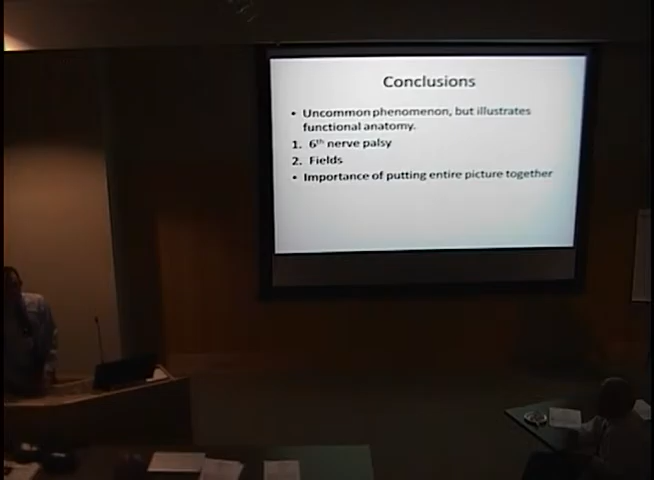 Conclusions
• Uncommon phenomenon, but illustrates
functional anatomy.
1. 6th nerve palsy
2. Fields
• Importance of putting entire picture together